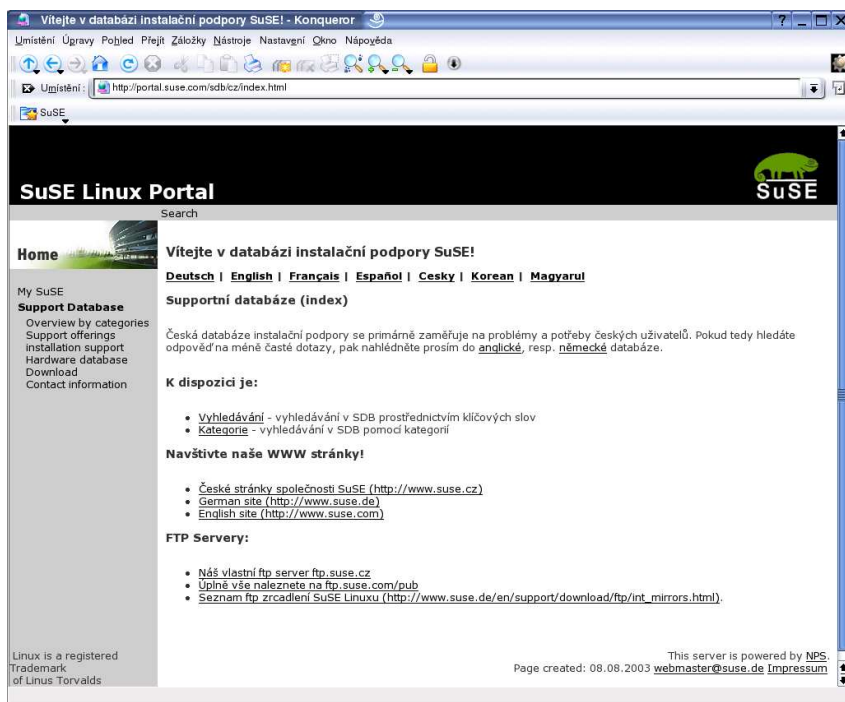 Vítejte v databázi instalační podpory SuSE! - Konqueror
Umístění Úpravy Pohled Přejít Záložky Nástroje Nastavení Okno Nápověda
Umístění : http://portal.suse.com/sdb/cz/index.html
SuSE
SuSE Linux Portal
SuSE
Search
Home
My SuSE
Support Database
Overview by categories
Support offerings
installation support
Hardware database
Download
Contact information
Vítejte v databázi instalační podpory SuSE!
Deutsch | English | Français | Español | Cesky | Korean | Magyarul
Supportní databáze (index)
Česká databáze instalační podpory se primárně zaměřuje na problémy a potřeby českých uživatelů. Pokud tedy hledáte
odpověď na méně časté dotazy, pak nahlédněte prosím do anglické, resp. německé databáze.
K dispozici je:
Vyhledávání - vyhledávání v SDB prostřednictvím klíčových slov
Kategorie - vyhledávání v SDB pomocí kategorií
Navštivte naše WWW stránky!
České stránky společnosti SuSE (http://www.suse.cz)
German site (http://www.suse.de)
English site (http://www.suse.com)
FTP Servery:
Náš vlastní ftp server ftp.suse.cz
Úplně vše naleznete na ftp.suse.com/pub
Seznam ftp zrcadlení SuSE Linuxu (http://www.suse.de/en/support/download/ftp/int_mirrors.html).
Linux is a registered
Trademark
of Linus Torvalds
This server is powered by NPS.
Page created: 08.08.2003 webmaster@suse.de Impressum